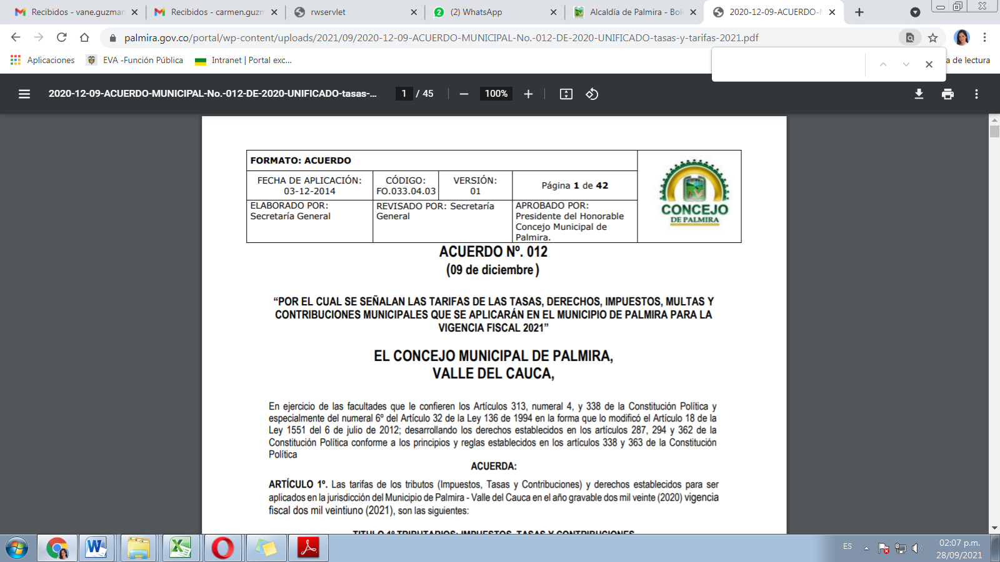 Recibidos - vane.guzman
Recibidos - carmen.guzm
rwservlet
(2) WhatsApp
Alcaldía de Palmira - Bole
2020-12-09-ACUERDO-M
palmira.gov.co/portal/wp-content/uploads/2021/09/2020-12-09-ACUERDO-MUNICIPAL-No.-012-DE-2020-UNIFICADO-tasas-y-tarifas-2021.pdf
Aplicaciones
EVA -Función Pública
Intranet | Portal exc...
a de lectura
2020-12-09-ACUERDO-MUNICIPAL-No.-012-DE-2020-UNIFICADO-tasas-...
1 / 45
100%
FORMATO: ACUERDO
FECHA DE APLICACIÓN:
03-12-2014
CÓDIGO:
FO.033.04.03
VERSIÓN:
01
Página 1 de 42
ELABORADO POR:
Secretaría General
REVISADO POR: Secretaría
General
APROBADO POR:
Presidente del Honorable
Concejo Municipal de
Palmira.
CONCEJO
DE PALMIRA
ACUERDO Nº. 012
(09 de diciembre)
“POR EL CUAL SE SEÑALAN LAS TARIFAS DE LAS TASAS, DERECHOS, IMPUESTOS, MULTAS Y
CONTRIBUCIONES MUNICIPALES QUE SE APLICARÁN EN EL MUNICIPIO DE PALMIRA PARA LA
VIGENCIA FISCAL 2021”
EL CONCEJO MUNICIPAL DE PALMIRA,
VALLE DEL CAUCA,
En ejercicio de las facultades que le confieren los Artículos 313, numeral 4, y 338 de la Constitución Política y
especialmente del numeral 6º del Artículo 32 de la Ley 136 de 1994 en la forma que lo modificó el Artículo 18 de la
Ley 1551 del 6 de julio de 2012; desarrollando los derechos establecidos en los artículos 287, 294 y 362 de la
Constitución Política conforme a los principios y reglas establecidos en los artículos 338 y 363 de la Constitución
Política
ACUERDA:
ARTÍCULO 1º. Las tarifas de los tributos (Impuestos, Tasas y Contribuciones) y derechos establecidos para ser
aplicados en la jurisdicción del Municipio de Palmira - Valle del Cauca en el año gravable dos mil veinte (2020) vigencia
fiscal dos mil veintiuno (2021), son las siguientes:
TITULO 1º TRIBUTARIOS: IMPUESTOS, TASAS Y CONTRIBUCIONES
ES
02:07 p.m.
28/09/2021